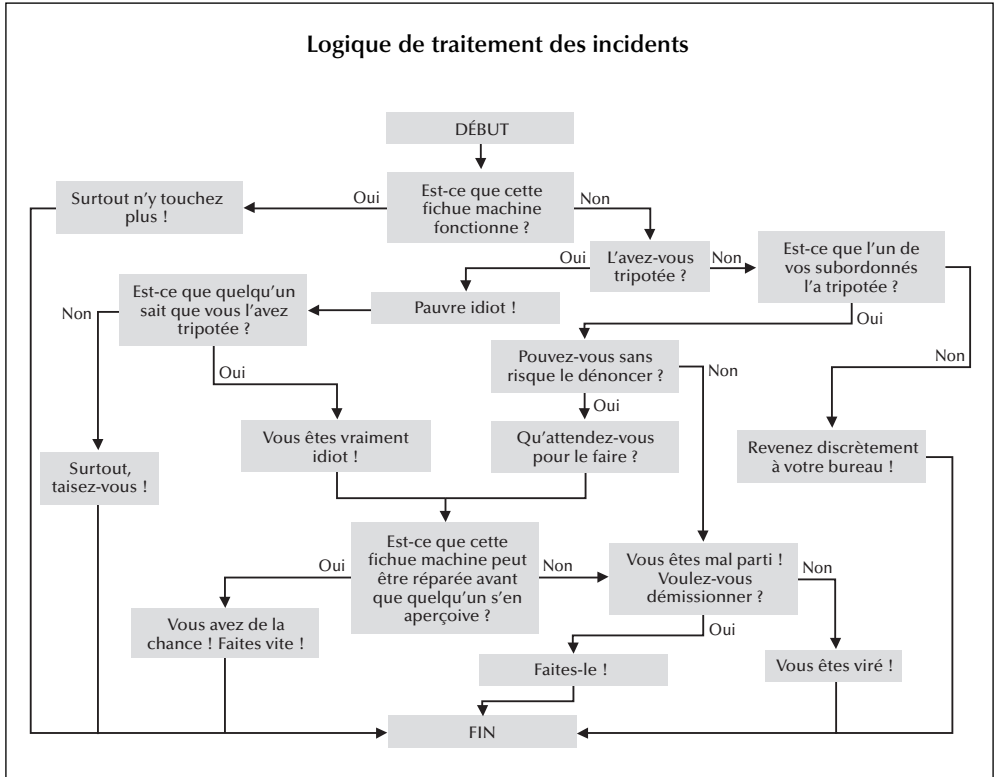 Logique de traitement des incidents
DÉBUT
Est-ce que cette
fichue machine
fonctionne ?
Oui
Non
Surtout n'y touchez
plus !
L'avez-vous
tripotée ?
Oui
Non
Est-ce que l'un de
vos subordonnés
l'a tripotée ?
Pauvre idiot !
Est-ce que quelqu'un
sait que vous l'avez
tripotée ?
Non
Oui
Oui
Non
Pouvez-vous sans
risque le dénoncer ?
Non
Oui
Vous êtes vraiment
idiot !
Qu'attendez-vous
pour le faire ?
Revenez discrètement
à votre bureau !
Surtout,
taisez-vous !
Est-ce que cette
fichue machine peut
être réparée avant
que quelqu'un s'en
aperçoive ?
Oui
Non
Vous êtes mal parti !
Voulez-vous
démissionner ?
Non
Oui
Vous avez de la
chance ! Faites vite !
Faites-le !
Vous êtes viré !
FIN